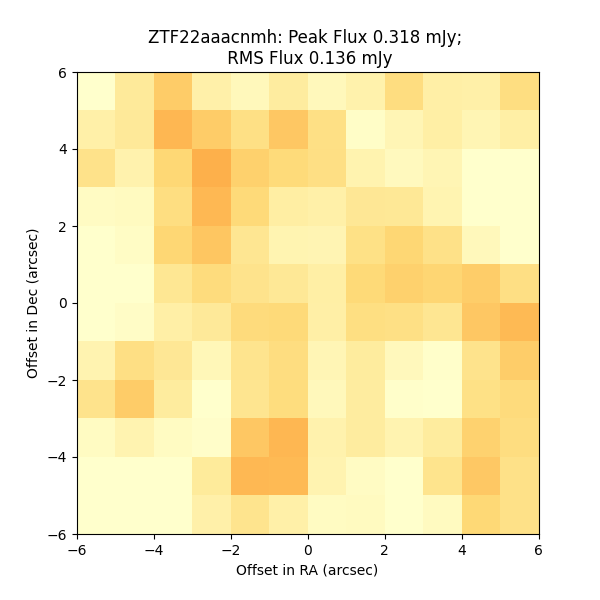 ZTF22aaacnmh: Peak Flux 0.318 mJy;
RMS Flux 0.136 mJy
6
4
2
0
−2
−4
−6
Offset in Dec (arcsec)
−6 −4 −2 0 2 4 6
Offset in RA (arcsec)